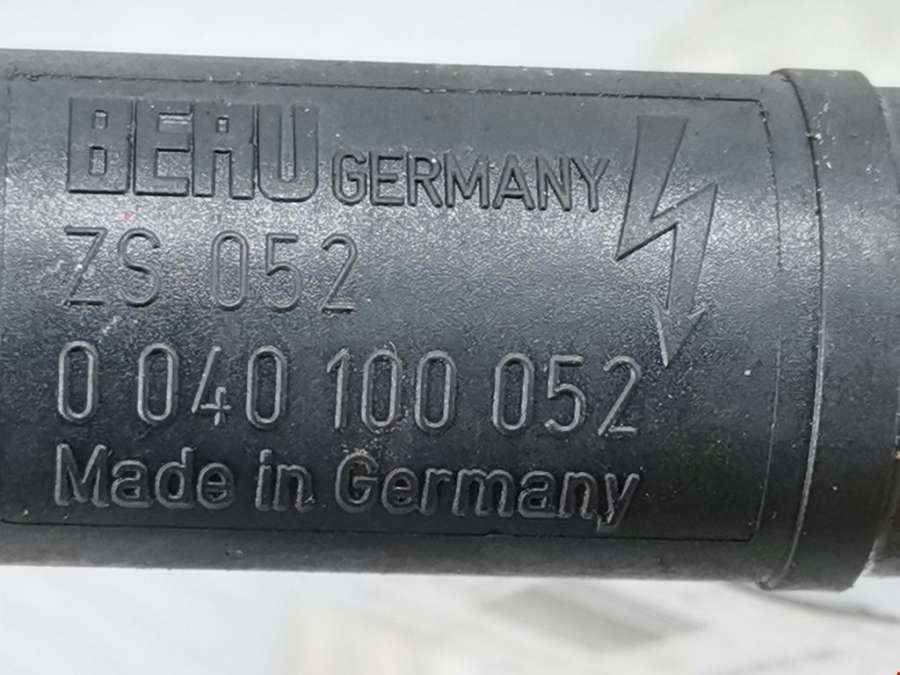 BERU GERMANY
ZS 052
0 040 100 052
Made in Germany